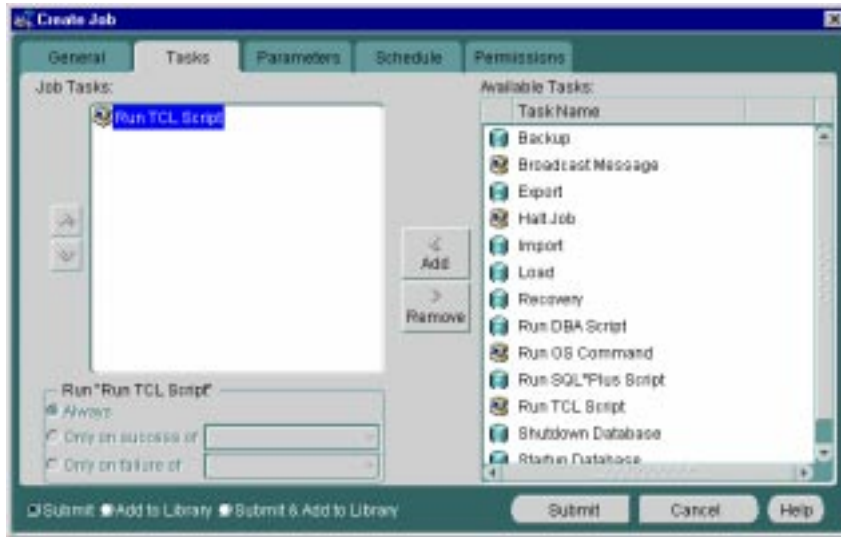 Create Job
General Tasks Parameters Schedule Permissions
Job Tasks:
Run TCL Script
Add
Remove
Run "Run TCL Script"
Always
Only on success of
Only on failure of
Available Tasks:
Task Name
Backup
Broadcast Message
Export
Halt Job
Import
Load
Recovery
Run DBA Script
Run OS Command
Run SQL*Plus Script
Run TCL Script
Shutdown Database
Startup Database
Submit Add to Library Submit & Add to Library
Submit Cancel Help